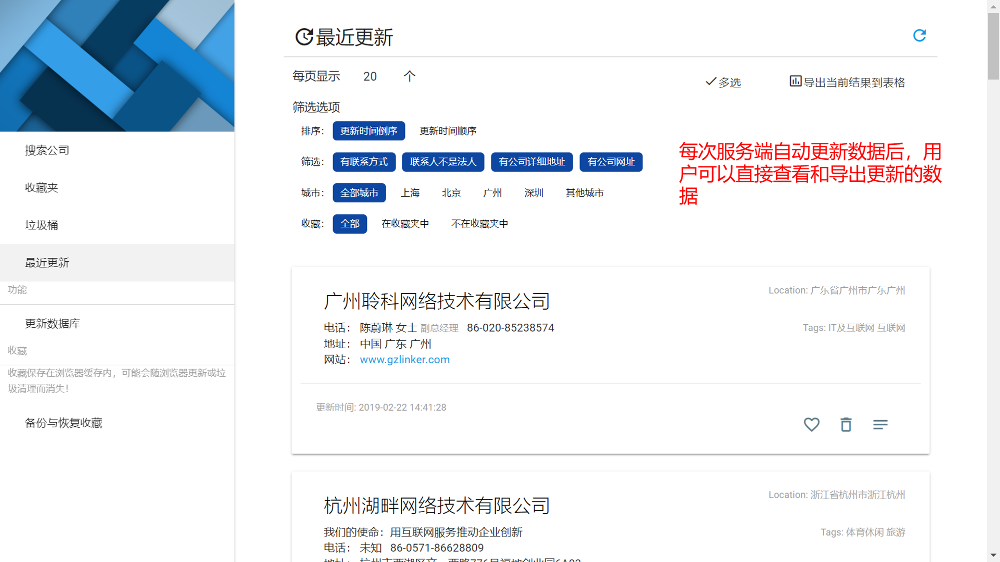 搜索公司
收藏夹
垃圾桶
最近更新
功能
更新数据库
收藏
收藏保存在浏览器缓存内，可能会随浏览器更新或垃
圾清理而消失！
备份与恢复收藏
最近更新
每页显示 20 个
多选 导出当前结果到表格
筛选选项
排序： 更新时间倒序 更新时间顺序
筛选： 有联系方式 联系人不是法人 有公司详细地址 有公司网址
城市： 全部城市 上海 北京 广州 深圳 其他城市
收藏： 全部 在收藏夹中 不在收藏夹中
每次服务端自动更新数据后，用
户可以直接查看和导出更新的数
据
广州聆科网络技术有限公司
Location: 广东省广州市广东广州
电话： 陈蔚琳 女士 副总经理 86-020-85238574
Tags: IT及互联网 互联网
地址： 中国 广东 广州
网站： www.gzlinker.com
更新时间: 2019-02-22 14:41:28
杭州湖畔网络技术有限公司
Location: 浙江省杭州市浙江杭州
我们的使命：用互联网服务推动企业创新
Tags: 体育休闲 旅游
电话： 未知 86-0571-86628809